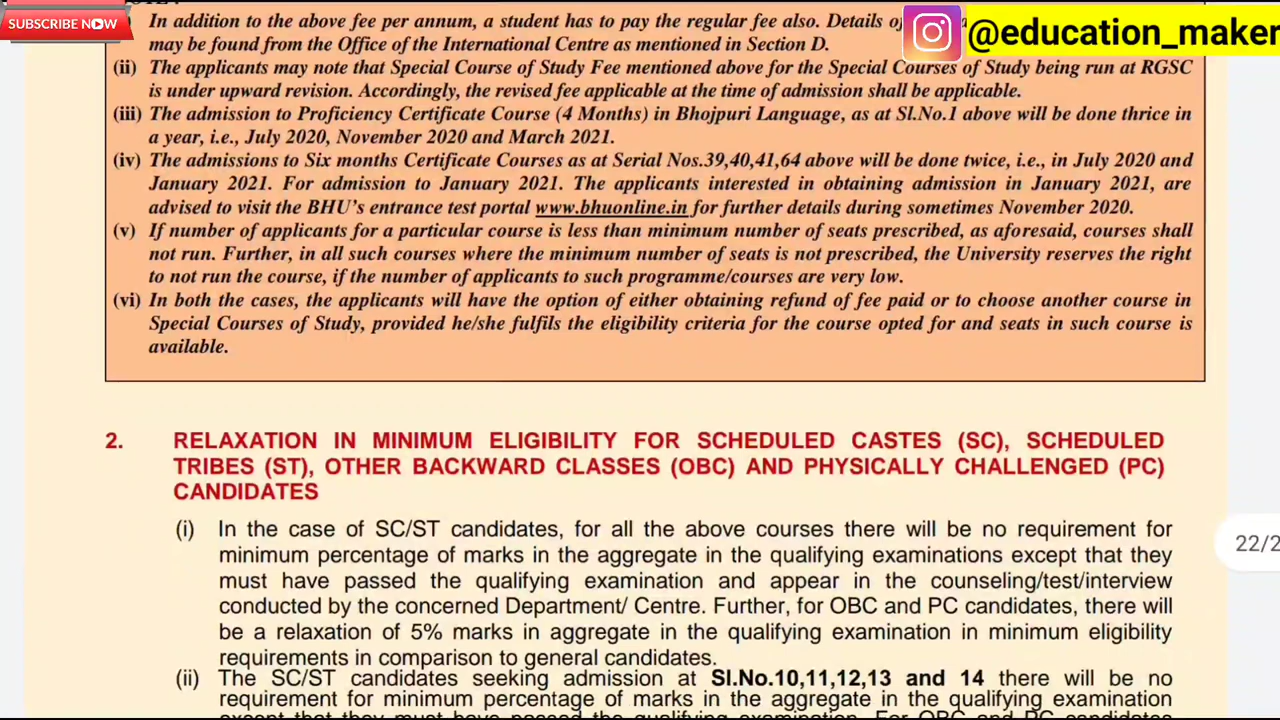 SUBSCRIBE NOW
@education_maker
In addition to the above fee per annum, a student has to pay the regular fee also. Details of
may be found from the Office of the International Centre as mentioned in Section D.
(ii) The applicants may note that Special Course of Study Fee mentioned above for the Special Courses of Study being run at RGSC
is under upward revision. Accordingly, the revised fee applicable at the time of admission shall be applicable.
(iii) The admission to Proficiency Certificate Course (4 Months) in Bhojpuri Language, as at Sl.No.1 above will be done thrice in
a year, i.e., July 2020, November 2020 and March 2021.
(iv) The admissions to Six months Certificate Courses as at Serial Nos.39,40,41,64 above will be done twice, i.e., in July 2020 and
January 2021. For admission to January 2021. The applicants interested in obtaining admission in January 2021, are
advised to visit the BHU's entrance test portal www.bhuonline.in for further details during sometimes November 2020.
(v) If number of applicants for a particular course is less than minimum number of seats prescribed, as aforesaid, courses shall
not run. Further, in all such courses where the minimum number of seats is not prescribed, the University reserves the right
to not run the course, if the number of applicants to such programme/courses are very low.
(vi) In both the cases, the applicants will have the option of either obtaining refund of fee paid or to choose another course in
Special Courses of Study, provided he/she fulfils the eligibility criteria for the course opted for and seats in such course is
available.
2. RELAXATION IN MINIMUM ELIGIBILITY FOR SCHEDULED CASTES (SC), SCHEDULED
TRIBES (ST), OTHER BACKWARD CLASSES (OBC) AND PHYSICALLY CHALLENGED (PC)
CANDIDATES
(i) In the case of SC/ST candidates, for all the above courses there will be no requirement for
minimum percentage of marks in the aggregate in the qualifying examinations except that they
must have passed the qualifying examination and appear in the counseling/test/interview
conducted by the concerned Department/ Centre. Further, for OBC and PC candidates, there will
be a relaxation of 5% marks in aggregate in the qualifying examination in minimum eligibility
requirements in comparison to general candidates.
22/2
(ii) The SC/ST candidates seeking admission at Sl.No.10,11,12,13 and 14 there will be no
requirement for minimum percentage of marks in the aggregate in the qualifying examination
except that they must have passed the qualifying examination. For OBC and PC candidates